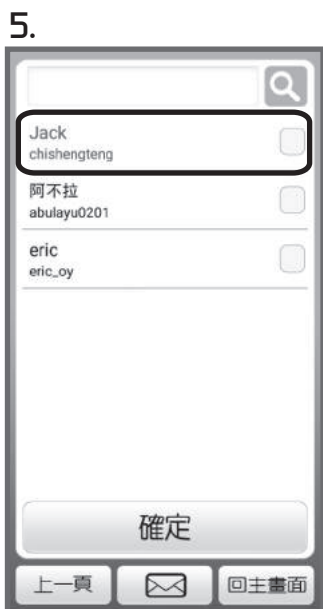 5.
Jack
chishengteng
阿不拉
abulayu0201
eric
eric_oy
確定
上一頁
回主畫面